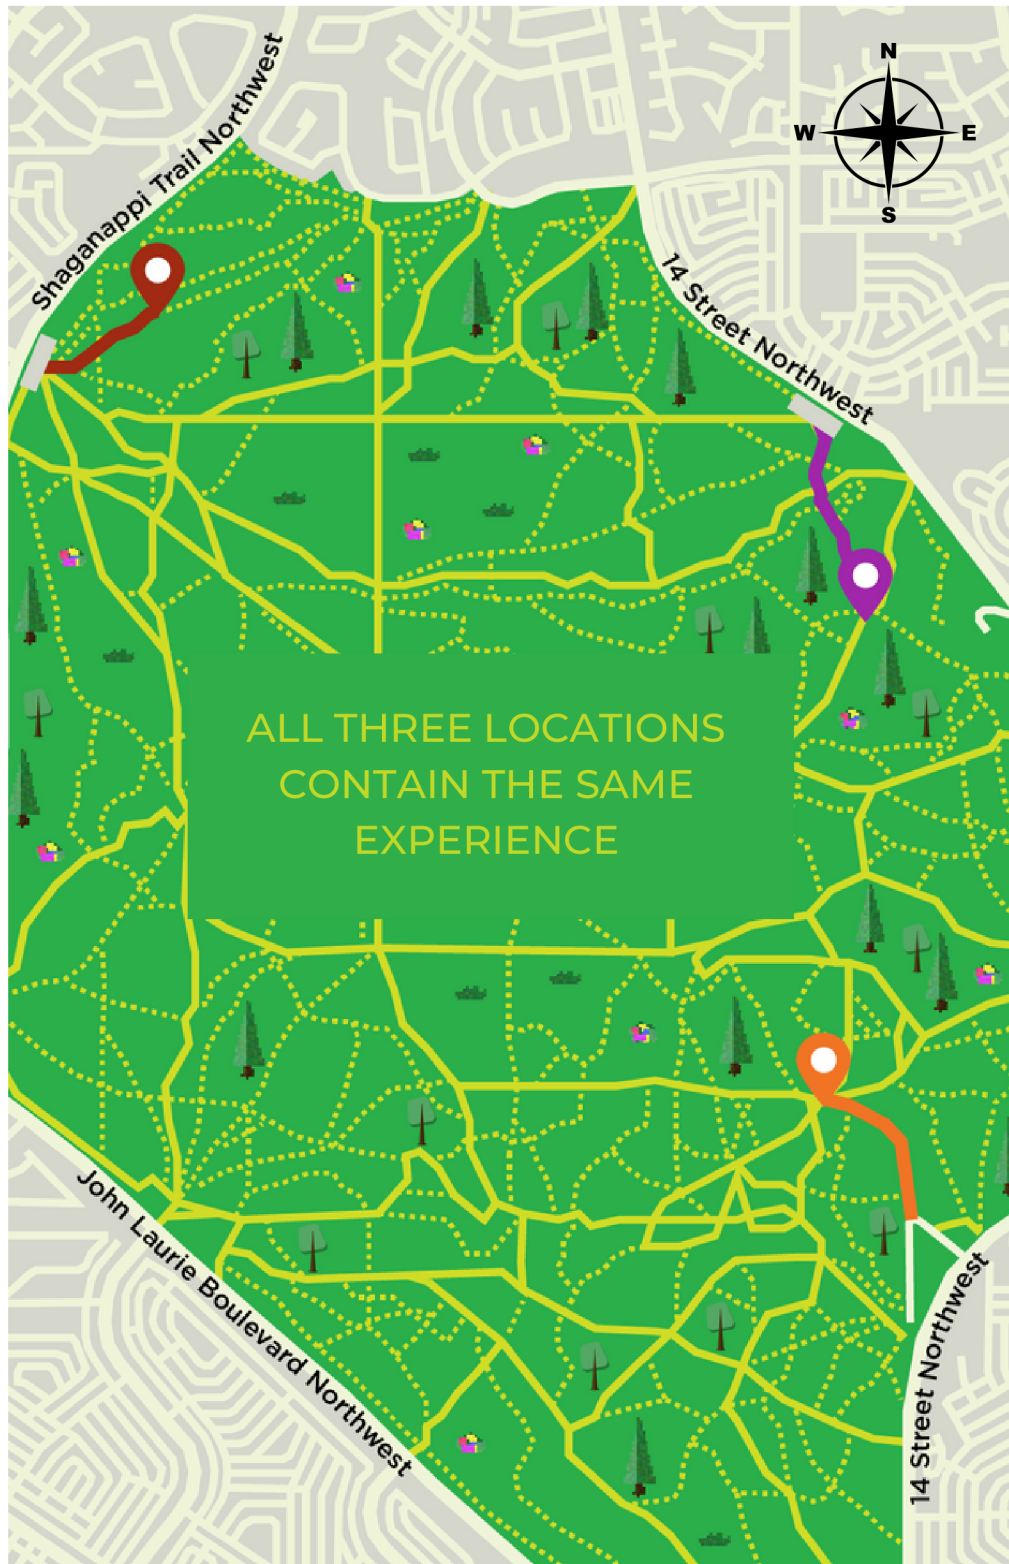 N
W E
S
Shaganappi Trail Northwest
14 Street Northwest
ALL THREE LOCATIONS
CONTAIN THE SAME
EXPERIENCE
John Laurie Boulevard Northwest
14 Street Northwest